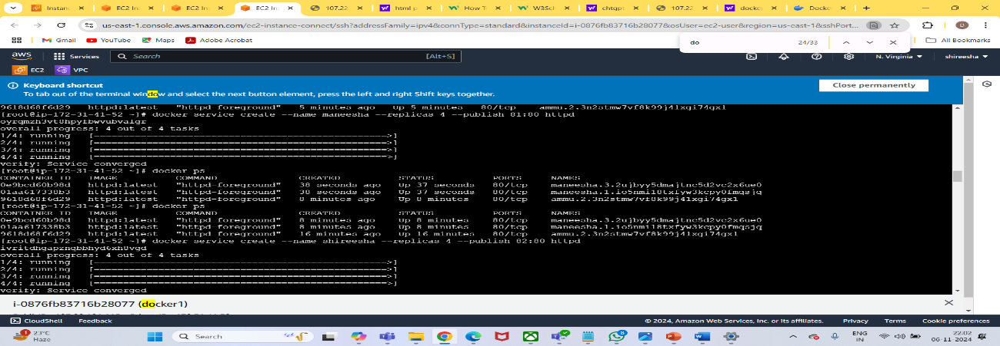 Instan
EC2 In
EC2 In
EC2 In
107.22
html p
How T
W3Sch
chtgpt
107.22
docke
Docke
us-east-1.console.aws.amazon.com/ec2-instance-connect/ssh?addressFamily=ipv4&connType=standard&instanceId=i-0876fb83716b28077&osUser=ec2-user&region=us-east-1&sshPort...
Gmail YouTube Maps Adobe Acrobat
do 24/33
All Bookmarks
aws Services Search [Alt+S] N. Virginia shireesha
EC2 VPC
Keyboard shortcut
To tab out of the terminal window and select the next button element, press the left and right Shift keys together.
Close permanently
9618d68f6d29 httpd:latest "httpd-foreground" 5 minutes ago Up 5 minutes 80/tcp ammu.2.3n2stmw7vf8k99j41xgi74gx1
[root@ip-172-31-41-52 ~]# docker service create --name maneesha --replicas 4 --publish 81:80 httpd
overall progress: 4 out of 4 tasks
1/4: running [==================================================>]
2/4: running [==================================================>]
3/4: running [==================================================>]
4/4: running [==================================================>]
verify: Service converged
[root@ip-172-31-41-52 ~]# docker ps
CONTAINER ID IMAGE COMMAND CREATED STATUS PORTS NAMES
0e9bcd60b98d httpd:latest "httpd-foreground" 38 seconds ago Up 37 seconds 80/tcp maneesha.3.2ujbyy5dmajtnc5d2vc2x6ue0
01aa617338b3 httpd:latest "httpd-foreground" 38 seconds ago Up 37 seconds 80/tcp
9618d68f6d29 httpd:latest "httpd-foreground" 8 minutes ago Up 8 minutes 80/tcp ammu.2.3n2stmw7vf8k99j41xgi74gx1
[root@ip-172-31-41-52 ~]# docker ps
CONTAINER ID IMAGE COMMAND CREATED STATUS PORTS NAMES
0e9bcd60b98d httpd:latest "httpd-foreground" 8 minutes ago Up 8 minutes 80/tcp maneesha.3.2ujbyy5dmajtnc5d2vc2x6ue0
01aa617338b3 httpd:latest "httpd-foreground" 8 minutes ago Up 8 minutes 80/tcp
9618d68f6d29 httpd:latest "httpd-foreground" 16 minutes ago Up 16 minutes 80/tcp ammu.2.3n2stmw7vf8k99j41xgi74gx1
[root@ip-172-31-41-52 ~]# docker service create --name shireesha --replicas 4 --publish 82:80 httpd
overall progress: 4 out of 4 tasks
1/4: running [==================================================>]
2/4: running [==================================================>]
3/4: running [==================================================>]
4/4: running [==================================================>]
verify: Service converged
i-0876fb83716b28077 (docker1)
CloudShell Feedback © 2024, Amazon Web Services, Inc. or its affiliates. Privacy Terms Cookie preferences
23°C
Haze
Search
ENG
IN
22:02
06-11-2024